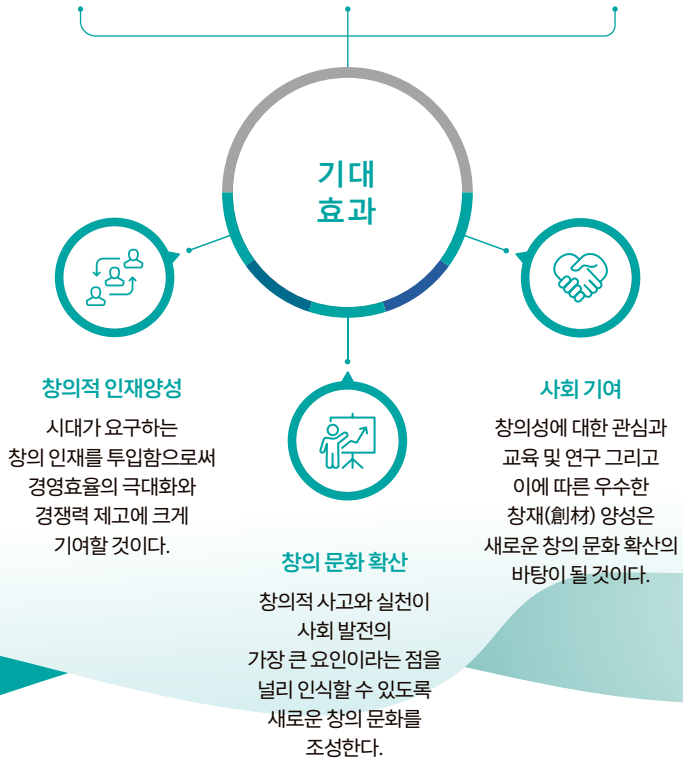 기대
효과
창의적 인재양성
시대가 요구하는
창의 인재를 투입함으로써
경영효율의 극대화와
경쟁력 제고에 크게
기여할 것이다.
창의 문화 확산
창의적 사고와 실천이
사회 발전의
가장 큰 요인이라는 점을
널리 인식할 수 있도록
새로운 창의 문화를
조성한다.
사회 기여
창의성에 대한 관심과
교육 및 연구 그리고
이에 따른 우수한
창재(創材) 양성은
새로운 창의 문화 확산의
바탕이 될 것이다.